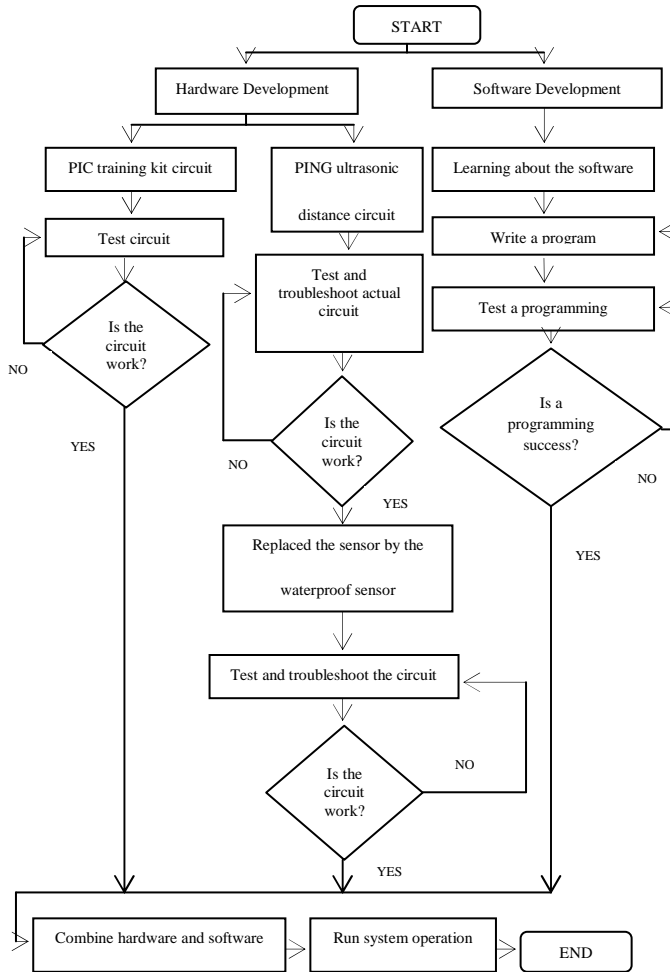 START
Hardware Development
Software Development
PIC training kit circuit
PING ultrasonic
distance circuit
Learning about the software
Test circuit
Write a program
Test and
troubleshoot actual
circuit
Test a programming
Is the
circuit
work?
NO
YES
Is the
circuit
work?
NO
YES
Is a
programming
success?
NO
YES
Replaced the sensor by the
waterproof sensor
Test and troubleshoot the circuit
Is the
circuit
work?
NO
YES
Combine hardware and software
Run system operation
END